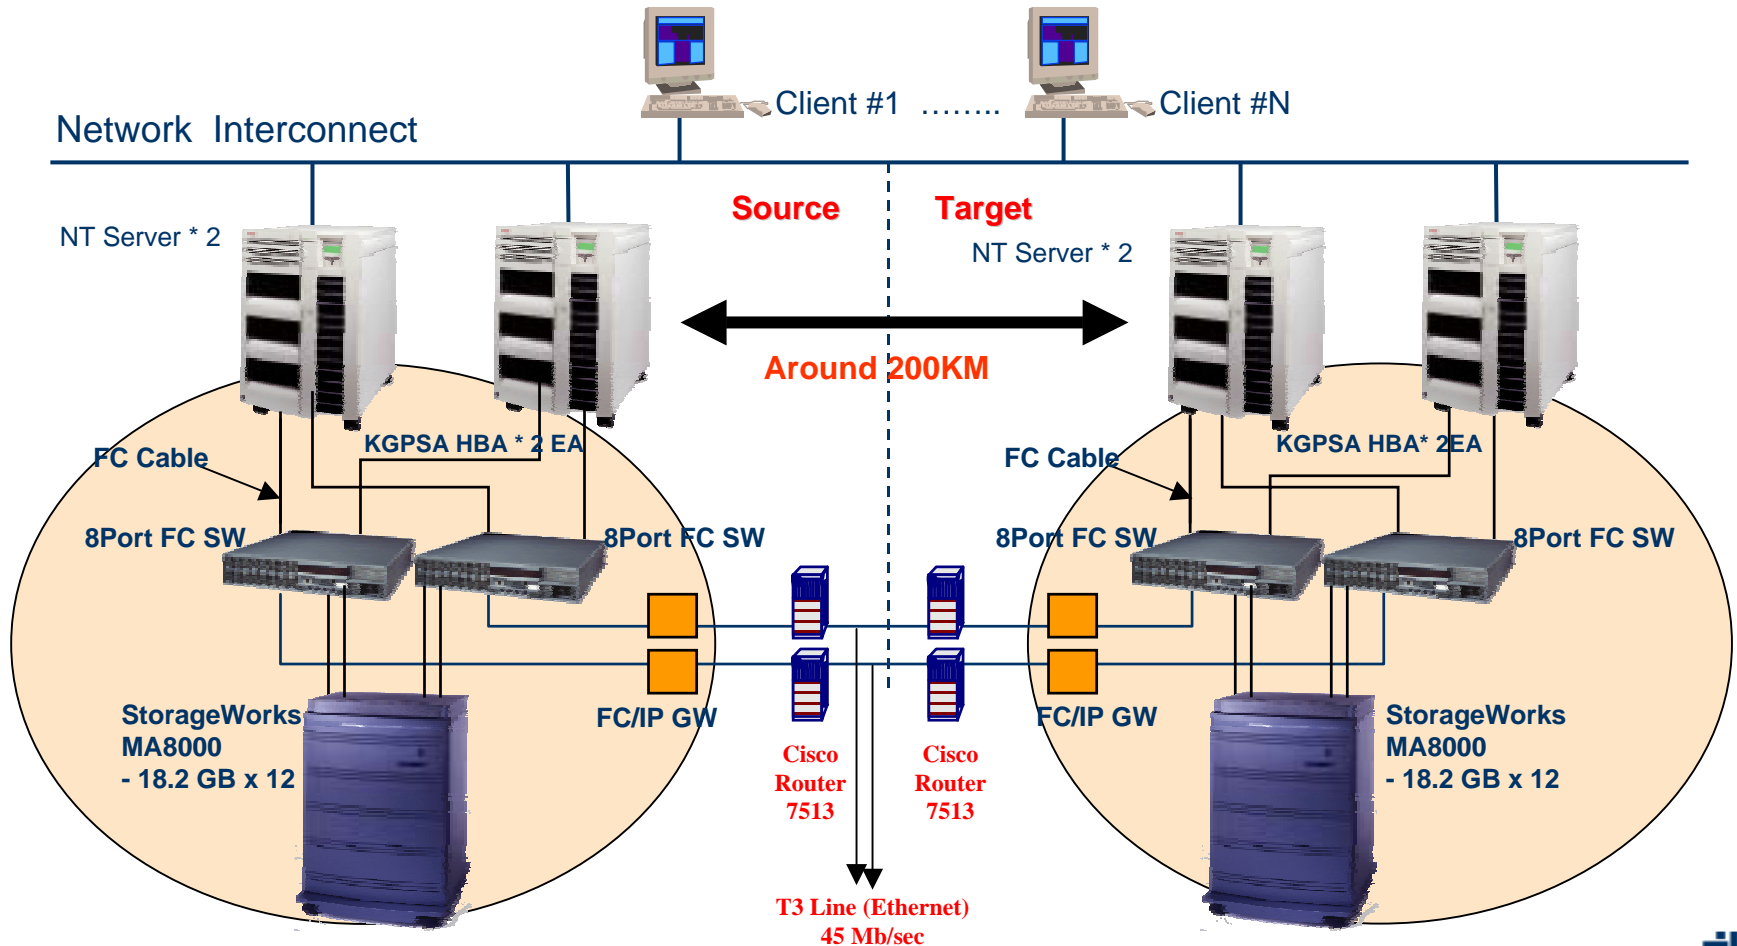 Client #1 ........ Client #N
Network Interconnect
Source
Target
NT Server * 2
NT Server * 2
Around 200KM
KGPSA HBA * 2 EA
KGPSA HBA* 2EA
FC Cable
FC Cable
8Port FC SW
8Port FC SW
8Port FC SW
8Port FC SW
StorageWorks
MA8000
- 18.2 GB x 12
FC/IP GW
FC/IP GW
StorageWorks
MA8000
- 18.2 GB x 12
Cisco
Router
7513
Cisco
Router
7513
T3 Line (Ethernet)
45 Mb/sec